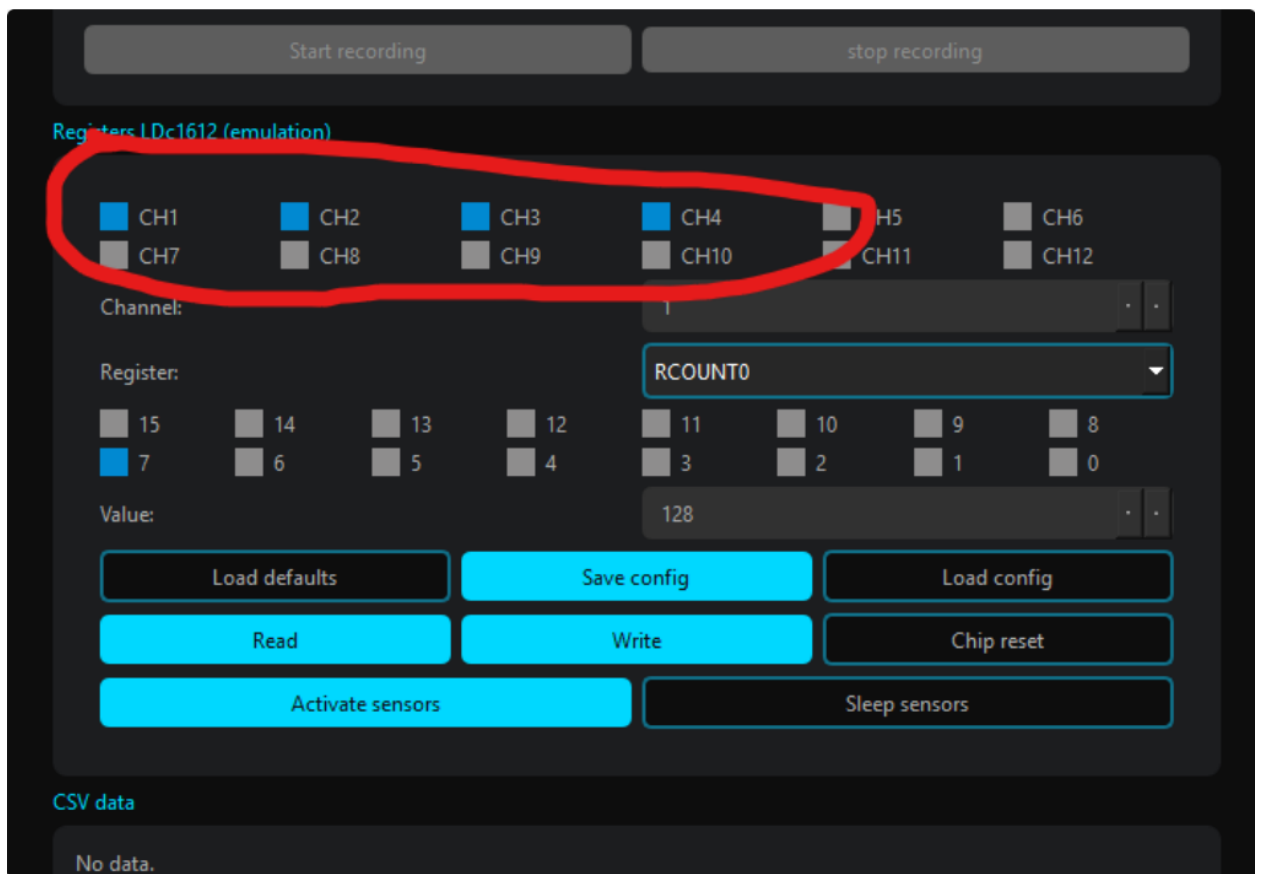 Start recording stop recording
Registers LDc1612 (emulation)
CH1 CH2 CH3 CH4 H5 CH6
CH7 CH8 CH9 CH10 CH11 CH12
Channel: 1
Register: RCOUNT0
15 14 13 12 11 10 9 8
7 6 5 4 3 2 1 0
Value: 128
Load defaults Save config Load config
Read Write Chip reset
Activate sensors Sleep sensors
CSV data
No data.